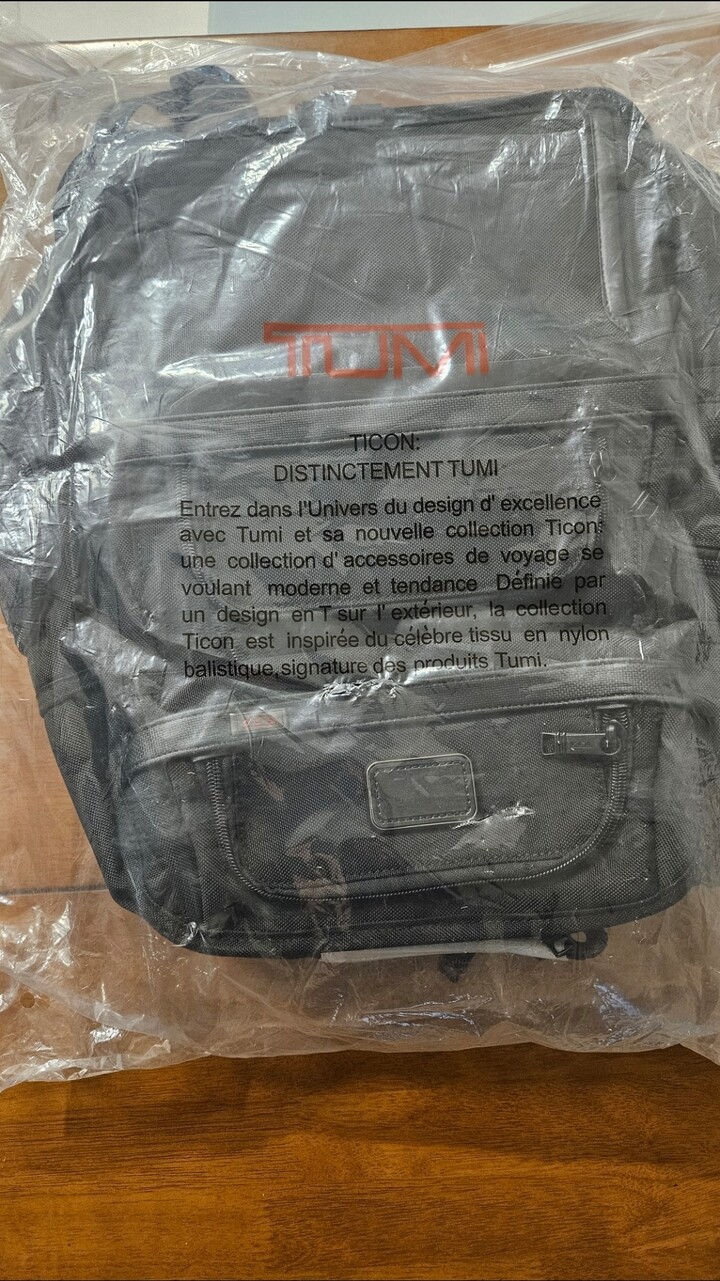 TUMI
TICON:
DISTINCTEMENT TUMI
Entrez dans l'Univers du design d' excellence
avec Tumi et sa nouvelle collection Ticon:
une collection d' accessoires de voyage se
voulant moderne et tendance Définie par
un design en T sur l' extérieur, la collection
Ticon est inspirée du célèbre tissu en nylon
balistique,signature des produits Tumi.